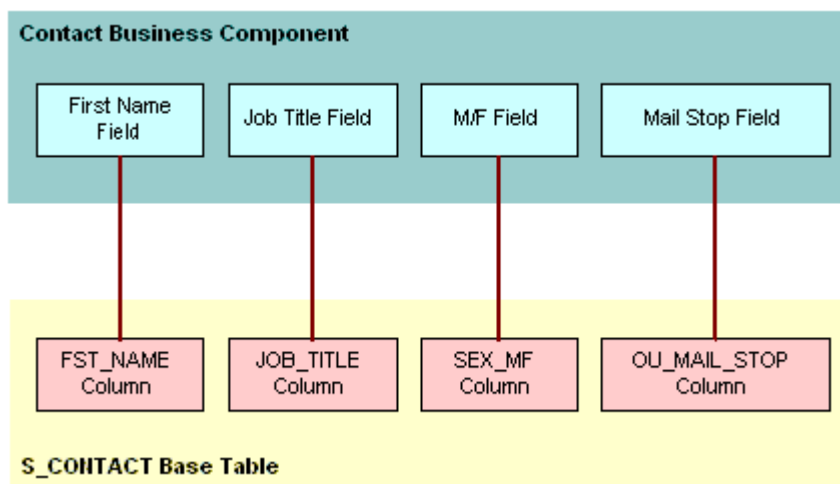 Contact Business Component
First Name
Field
Job Title Field
M/F Field
Mail Stop Field
FST_NAME
Column
JOB_TITLE
Column
SEX_MF
Column
OU_MAIL_STOP
Column
S_CONTACT Base Table